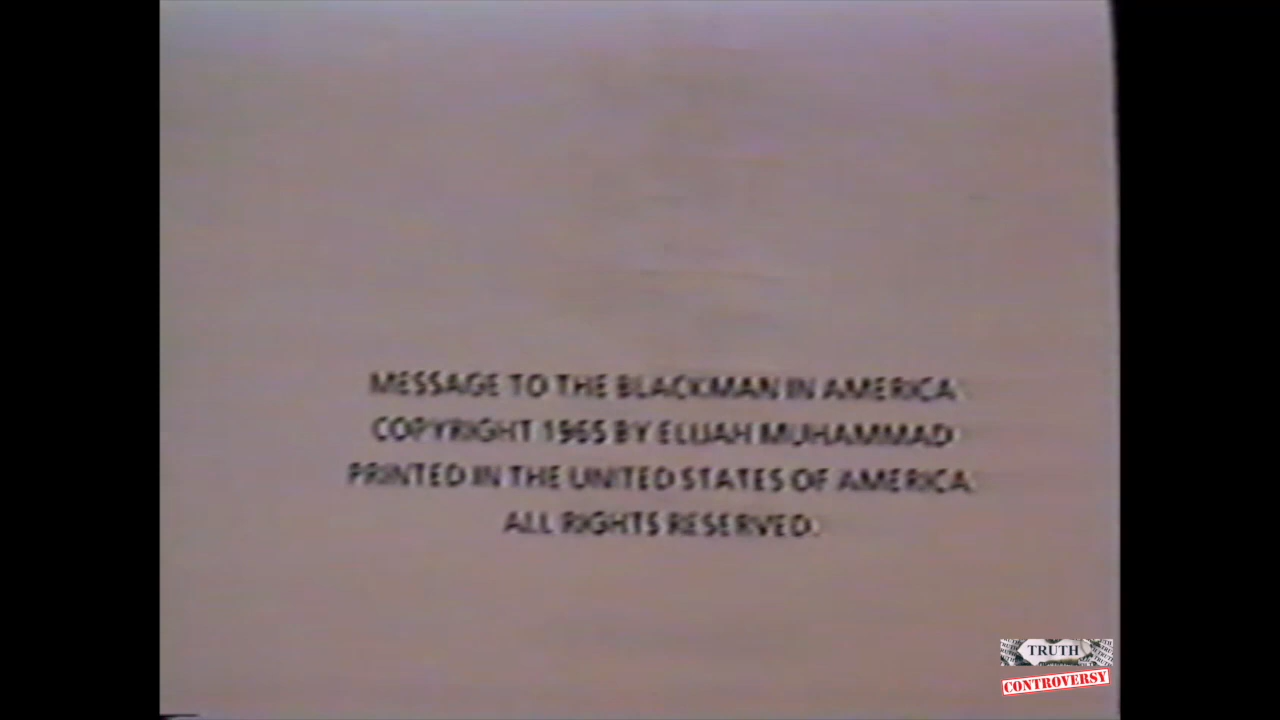 MESSAGE TO THE BLACKMAN IN AMERICA
COPYRIGHT 1965 BY ELIJAH MUHAMMAD
PRINTED IN THE UNITED STATES OF AMERICA.
ALL RIGHTS RESERVED.
TRUTH
CONTROVERSY